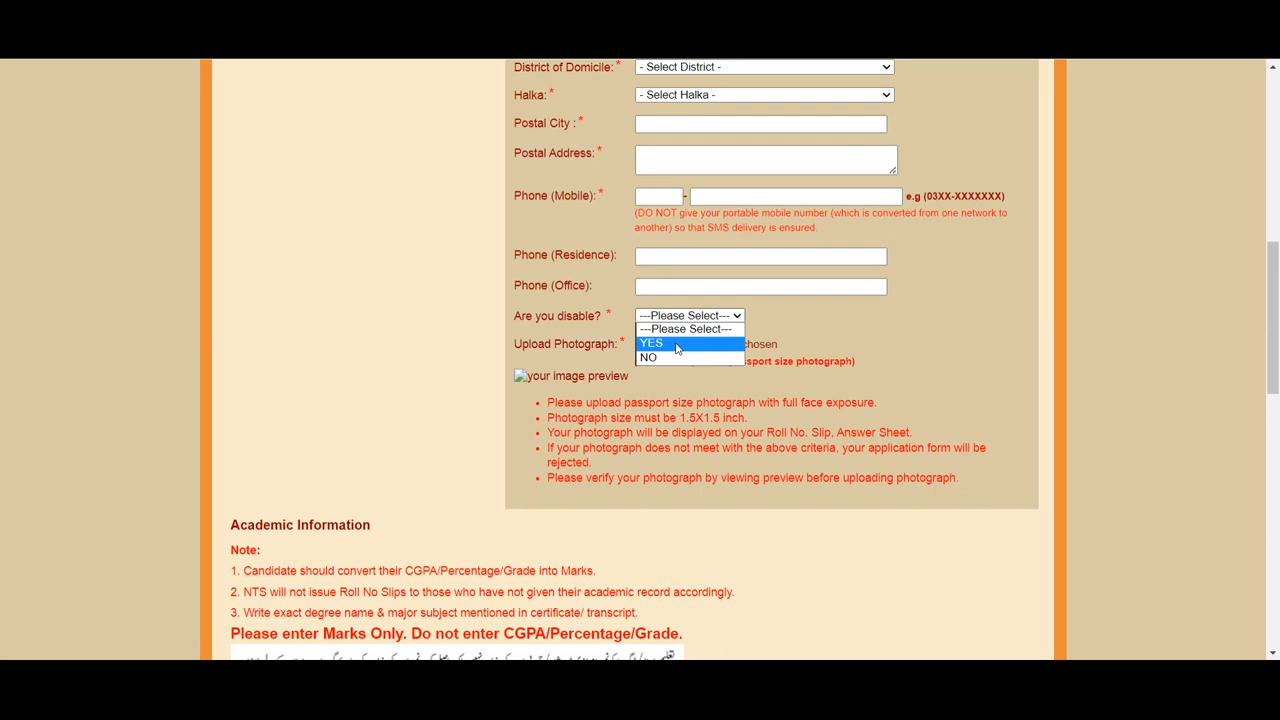 District of Domicile:* - Select District -
Halka:* - Select Halka -
Postal City :*
Postal Address:*
Phone (Mobile):* - e.g (03XX-XXXXXXX)
(DO NOT give your portable mobile number (which is converted from one network to
another) so that SMS delivery is ensured.
Phone (Residence):
Phone (Office):
Are you disable? * ---Please Select---
---Please Select---
YES
Upload Photograph:* chosen
NO
passport size photograph)
your image preview
• Please upload passport size photograph with full face exposure.
• Photograph size must be 1.5X1.5 inch.
• Your photograph will be displayed on your Roll No. Slip, Answer Sheet.
• If your photograph does not meet with the above criteria, your application form will be
rejected.
• Please verify your photograph by viewing preview before uploading photograph.
Academic Information
Note:
1. Candidate should convert their CGPA/Percentage/Grade into Marks.
2. NTS will not issue Roll No Slips to those who have not given their academic record accordingly.
3. Write exact degree name & major subject mentioned in certificate/ transcript.
Please enter Marks Only. Do not enter CGPA/Percentage/Grade.